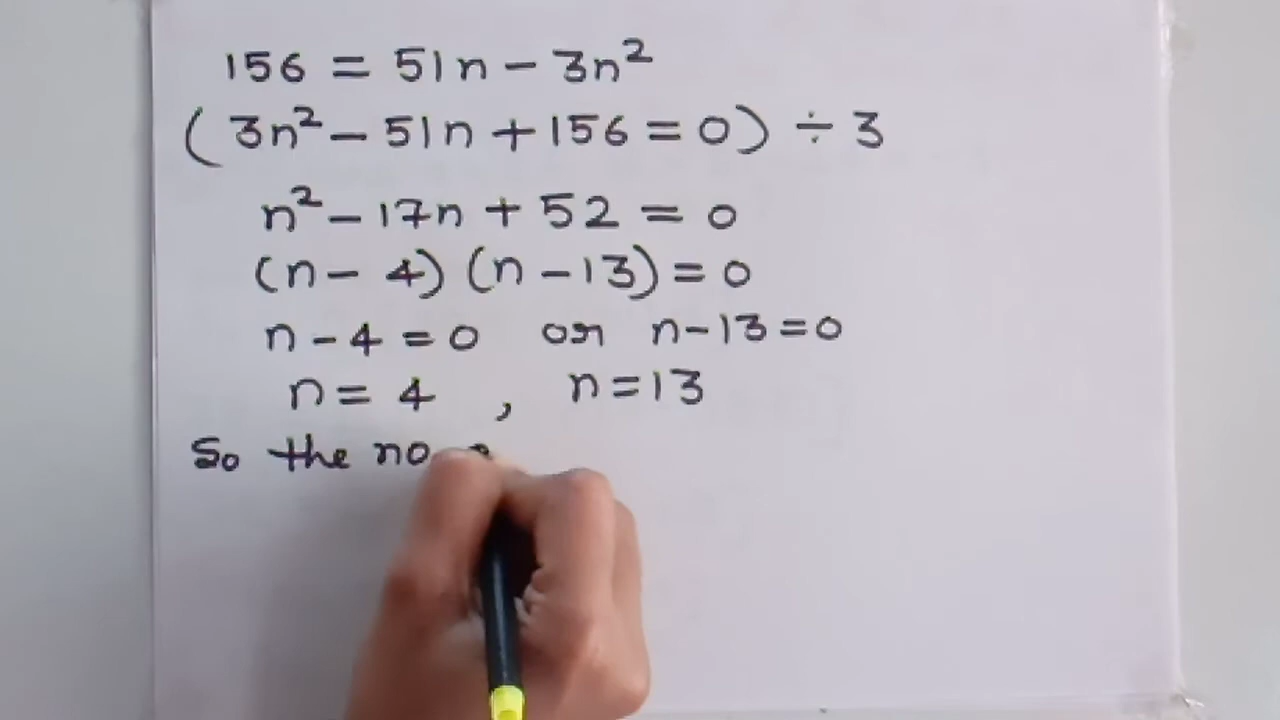 156 = 51n - 3n²
(3n² - 51n + 156 = 0) ÷ 3
n² - 17n + 52 = 0
(n - 4) (n - 13) = 0
n - 4 = 0 or n - 13 = 0
n = 4 , n = 13
So the no